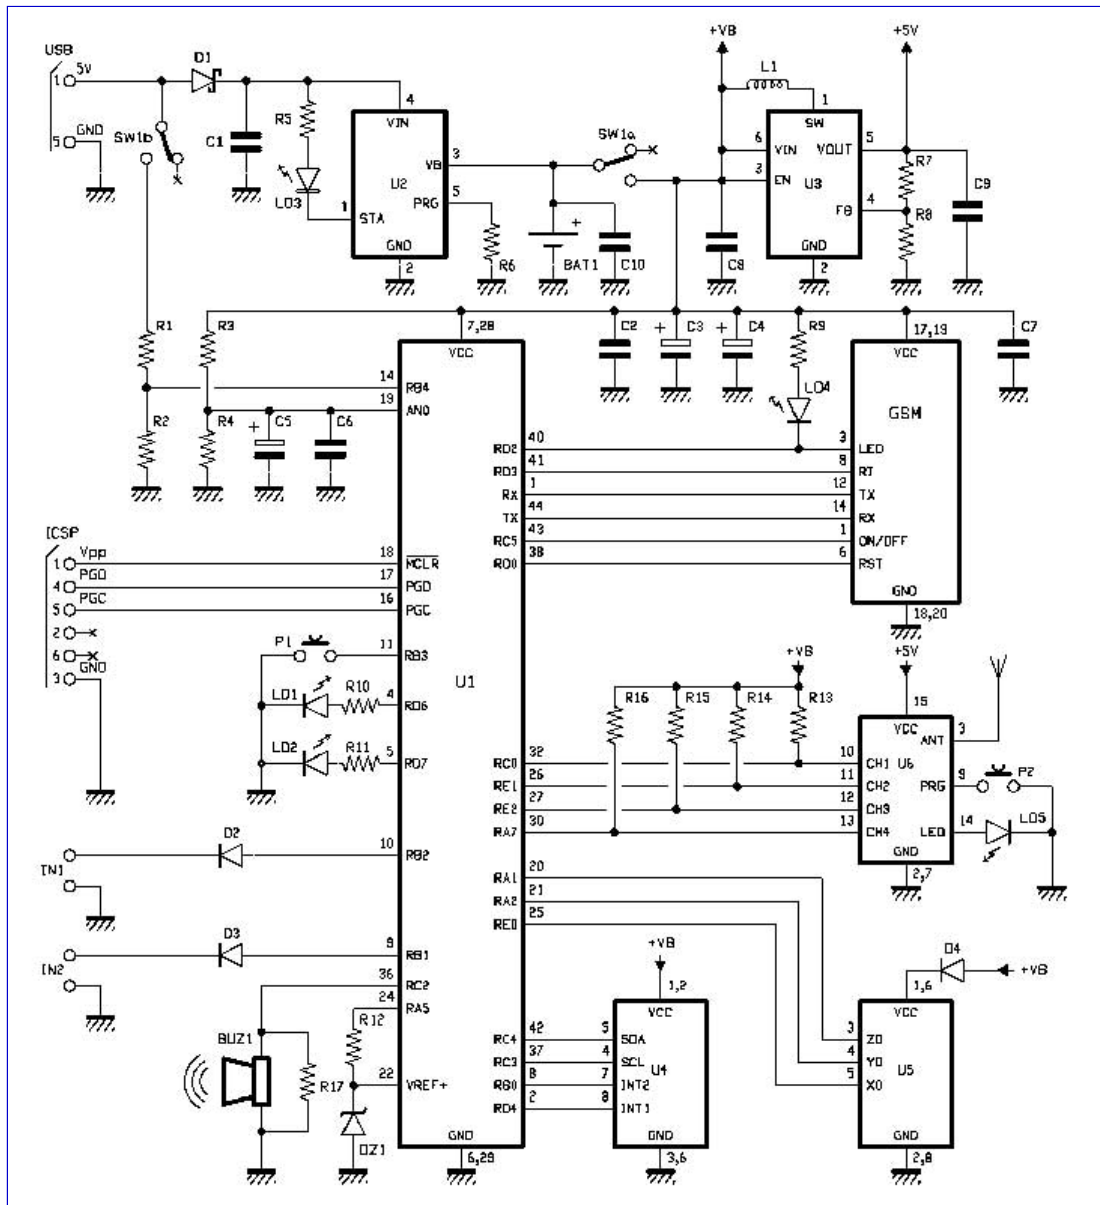 USB
1 5V
5 GND
D1
SW1b
C1
R5
LD3
4
VIN
VB 3
U2
PRG 5
1 STA
GND
2
R6
BAT1
+
C10
SW1a
+VB
L1
1
SW
6 VIN
VOUT 5
3 EN
U3
FB 4
GND
2
C8
+5V
R7
R8
C9
R1
R2
R3
R4
+ C5
C6
7,28
VCC
C2
+ C3
+ C4
R9
LD4
17,19
VCC
C7
GSM
14 RB4
19 AN0
RD2 40
3 LED
RD3 41
8 RI
RX 1
12 TX
TX 44
14 RX
RC5 43
1 ON/OFF
RD0 38
6 RST
GND
18,20
ICSP
1 Vpp
4 PGD
5 PGC
2
6
3 GND
18 MCLR
17 PGD
16 PGC
P1
11 RB3
U1
LD1
R10
4 RD6
LD2
R11
5 RD7
+VB
R16
R15
R14
R13
+5V
15
VCC
ANT 3
RC0 32
10 CH1
U6
RE1 26
11 CH2
PRG 9
P2
RE2 27
12 CH3
RA7 30
13 CH4
LED 14
LD5
GND
2,7
IN1
D2
10 RB2
RA1 20
RA2 21
RE0 25
IN2
D3
9 RB1
36 RC2
24 RA5
R12
BUZ1
R17
22 VREF+
DZ1
GND
6,29
+VB
1,2
VCC
RC4 42
5 SDA
RC3 37
4 SCL
U4
RB0 8
7 INT2
RD4 2
8 INT1
GND
3,6
D4
+VB
1,6
VCC
3 Z0
4 Y0
5 X0
U5
GND
2,8